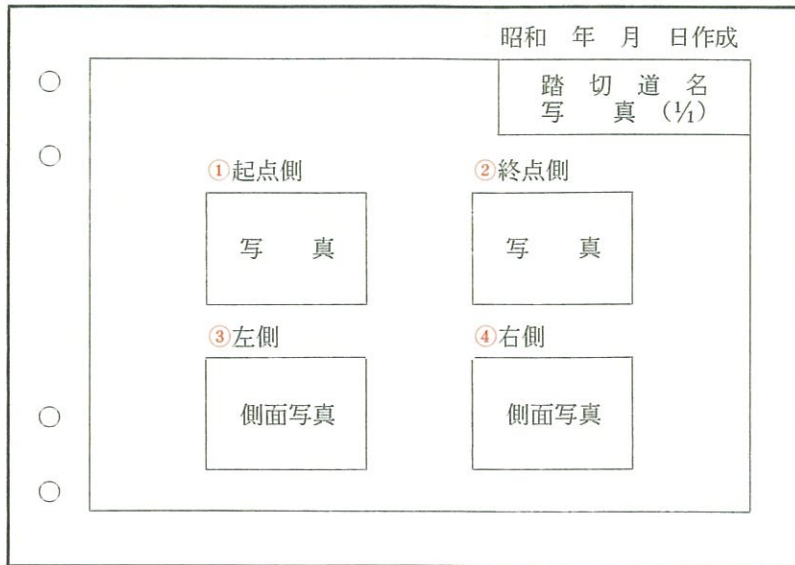 昭和 年 月 日作成
踏切道名
写 真 (1/1)
①起点側 ②終点側
写 真 写 真
③左側 ④右側
側面写真 側面写真